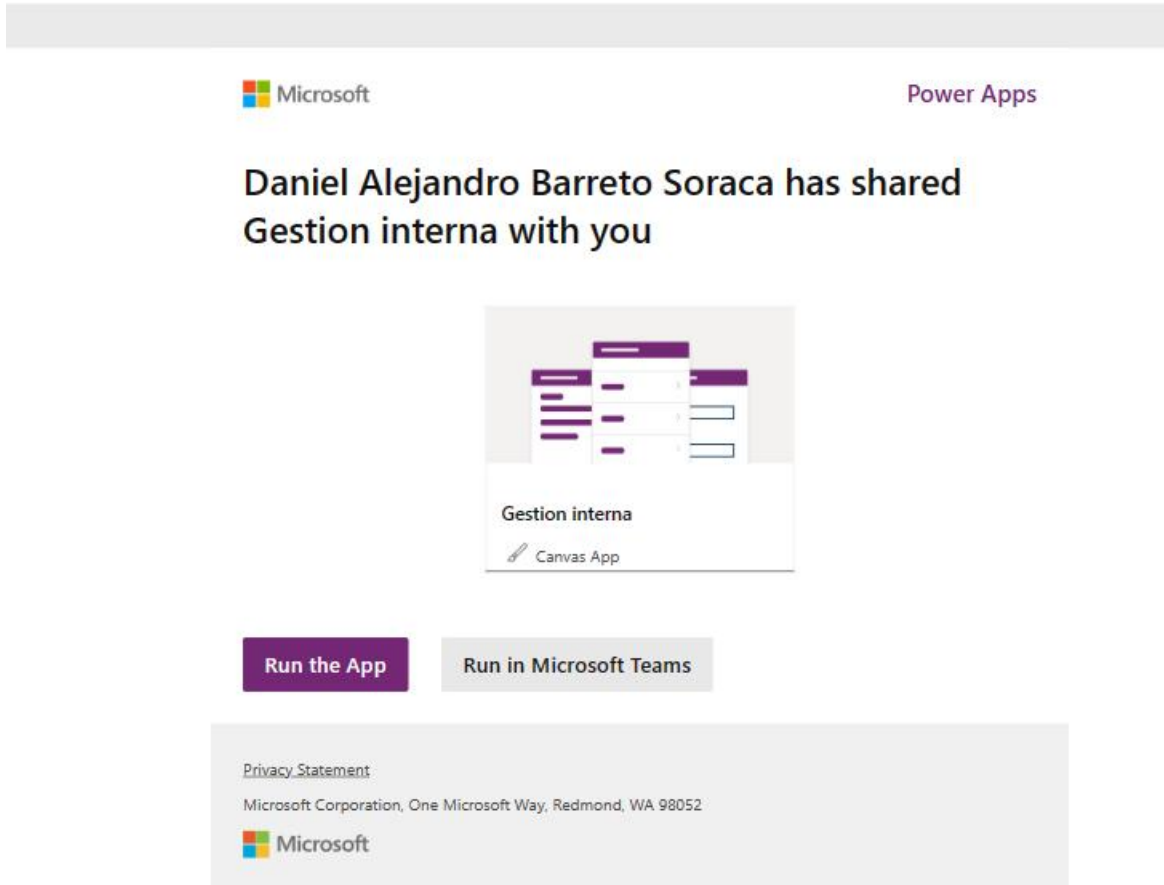 Microsoft
Power Apps
Daniel Alejandro Barreto Soraca has shared
Gestion interna with you
Gestion interna
Canvas App
Run the App
Run in Microsoft Teams
Privacy Statement
Microsoft Corporation, One Microsoft Way, Redmond, WA 98052
Microsoft